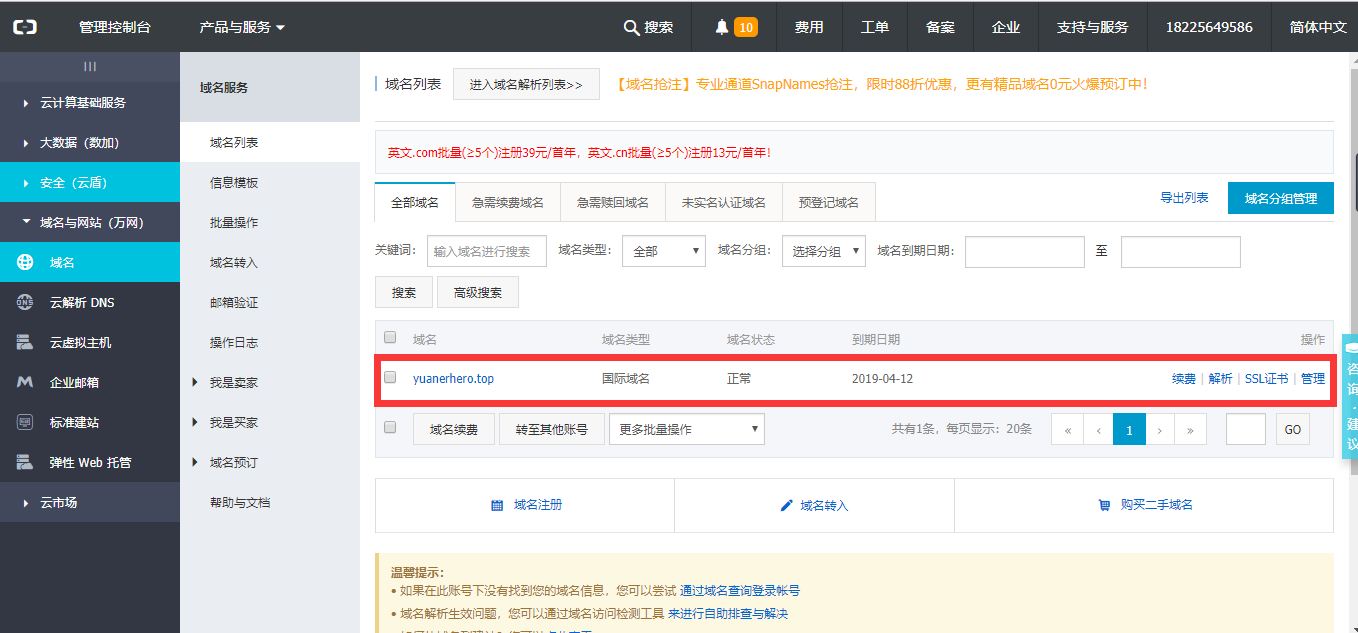 管理控制台 产品与服务 搜索 10 费用 工单 备案 企业 支持与服务 18225649586 简体中文
云计算基础服务
大数据（数加）
安全（云盾）
域名与网站（万网）
域名
云解析 DNS
云虚拟主机
企业邮箱
标准建站
弹性 Web 托管
云市场
域名服务
域名列表
信息模板
批量操作
域名转入
邮箱验证
操作日志
我是卖家
我是买家
域名预订
帮助与文档
域名列表 进入域名解析列表>> 【域名抢注】专业通道SnapNames抢注，限时88折优惠，更有精品域名0元火爆预订中！
英文.com批量(≥5个)注册39元/首年，英文.cn批量(≥5个)注册13元/首年！
全部域名 急需续费域名 急需赎回域名 未实名认证域名 预登记域名 导出列表 域名分组管理
关键词： 输入域名进行搜索 域名类型： 全部 域名分组： 选择分组 域名到期日期： 至
搜索 高级搜索
域名 域名类型 域名状态 到期日期 操作
yuanerhero.top 国际域名 正常 2019-04-12 续费 | 解析 | SSL证书 | 管理
域名续费 转至其他账号 更多批量操作 共有1条，每页显示：20条 « ‹ 1 › » GO
域名注册 域名转入 购买二手域名
温馨提示：
• 如果在此账号下没有找到您的域名信息，您可以尝试 通过域名查询登录帐号
• 域名解析生效问题，您可以通过域名访问检测工具 来进行自助排查与解决
咨询·建议